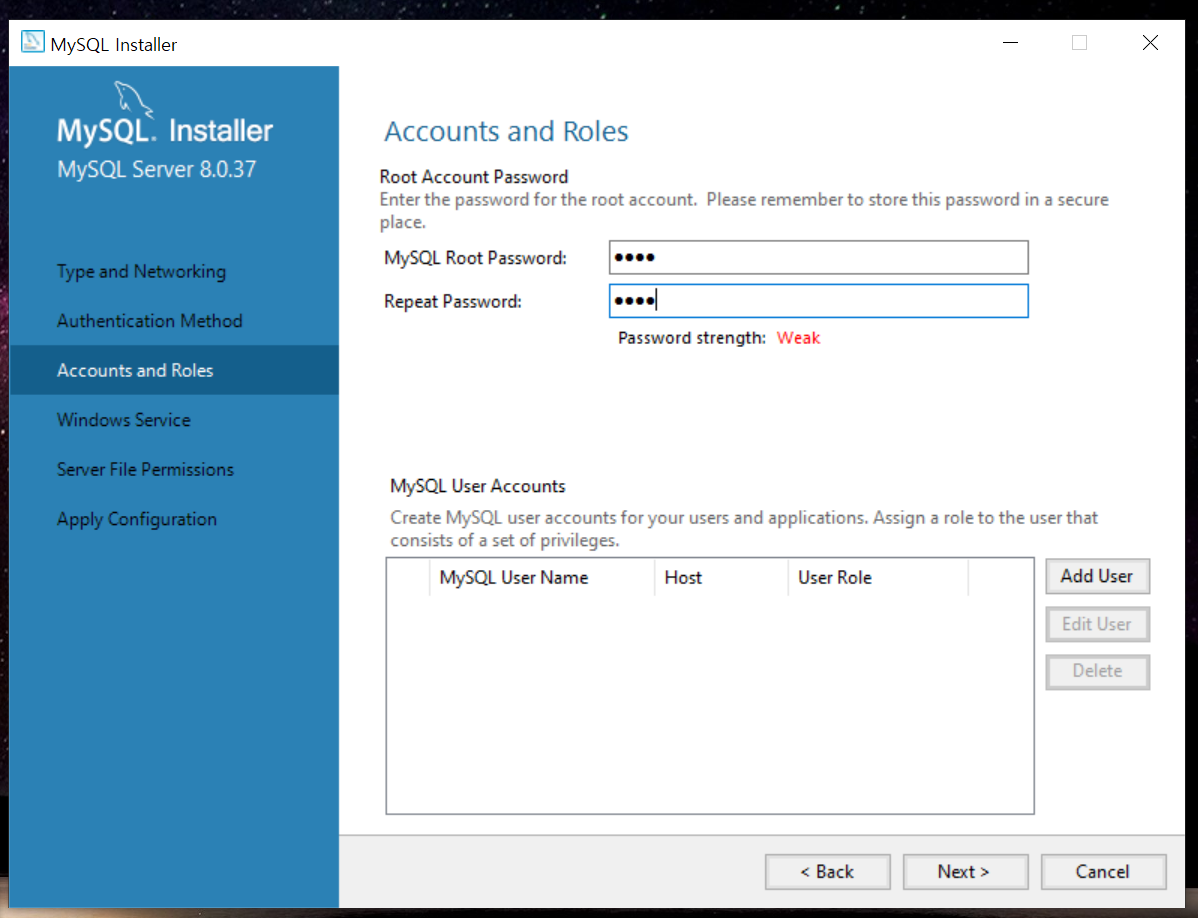 MySQL Installer
MySQL. Installer
MySQL Server 8.0.37
Type and Networking
Authentication Method
Accounts and Roles
Windows Service
Server File Permissions
Apply Configuration
Accounts and Roles
Root Account Password
Enter the password for the root account.  Please remember to store this password in a secure
place.
MySQL Root Password: ●●●●
Repeat Password: ●●●●
Password strength: Weak
MySQL User Accounts
Create MySQL user accounts for your users and applications. Assign a role to the user that
consists of a set of privileges.
MySQL User Name Host User Role
Add User
Edit User
Delete
< Back Next > Cancel